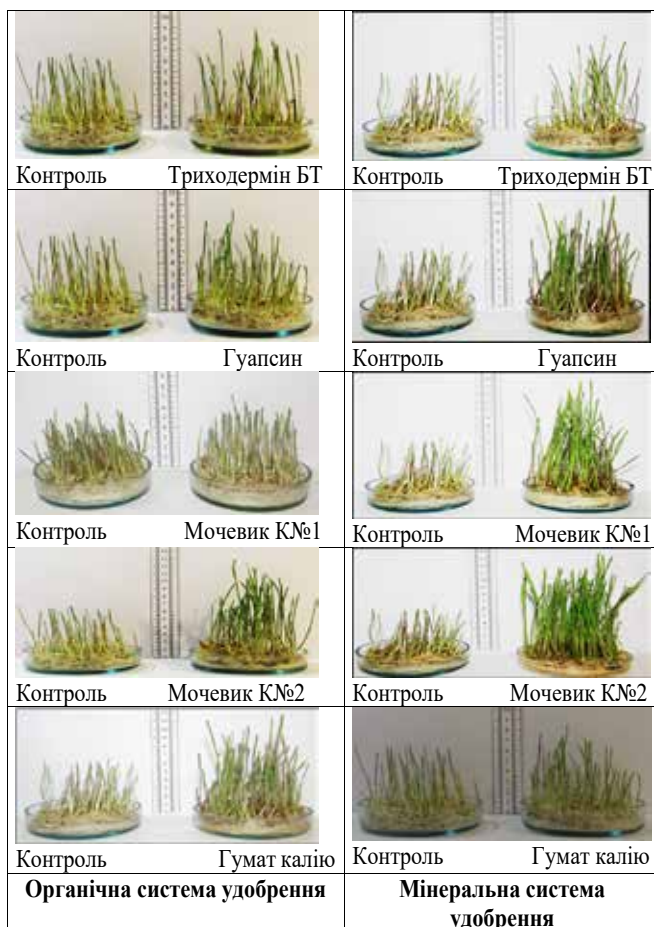 Контроль Триходермін БТ Контроль Триходермін БТ
Контроль Гуапсин Контроль Гуапсин
Контроль Мочевик К№1 Контроль Мочевик К№1
Контроль Мочевик К№2 Контроль Мочевик К№2
Контроль Гумат калію Контроль Гумат калію
Органічна система удобрення Мінеральна система
удобрення